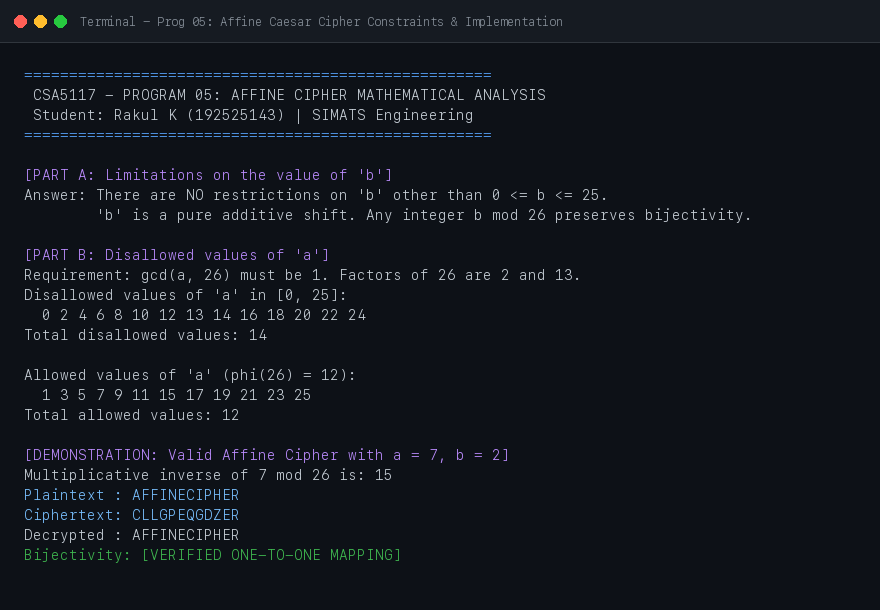 Terminal — Prog 05: Affine Caesar Cipher Constraints & Implementation
====================================================
CSA5117 — PROGRAM 05: AFFINE CIPHER MATHEMATICAL ANALYSIS
Student: Rakul K (192525143) | SIMATS Engineering
====================================================
[PART A: Limitations on the value of 'b']
Answer: There are NO restrictions on 'b' other than 0 <= b <= 25.
'b' is a pure additive shift. Any integer b mod 26 preserves bijectivity.
[PART B: Disallowed values of 'a']
Requirement: gcd(a, 26) must be 1. Factors of 26 are 2 and 13.
Disallowed values of 'a' in [0, 25]:
0 2 4 6 8 10 12 13 14 16 18 20 22 24
Total disallowed values: 14
Allowed values of 'a' (phi(26) = 12):
1 3 5 7 9 11 15 17 19 21 23 25
Total allowed values: 12
[DEMONSTRATION: Valid Affine Cipher with a = 7, b = 2]
Multiplicative inverse of 7 mod 26 is: 15
Plaintext : AFFINECIPHER
Ciphertext: CLLGPEQGDZER
Decrypted : AFFINECIPHER
Bijectivity: [VERIFIED ONE—TO—ONE MAPPING]